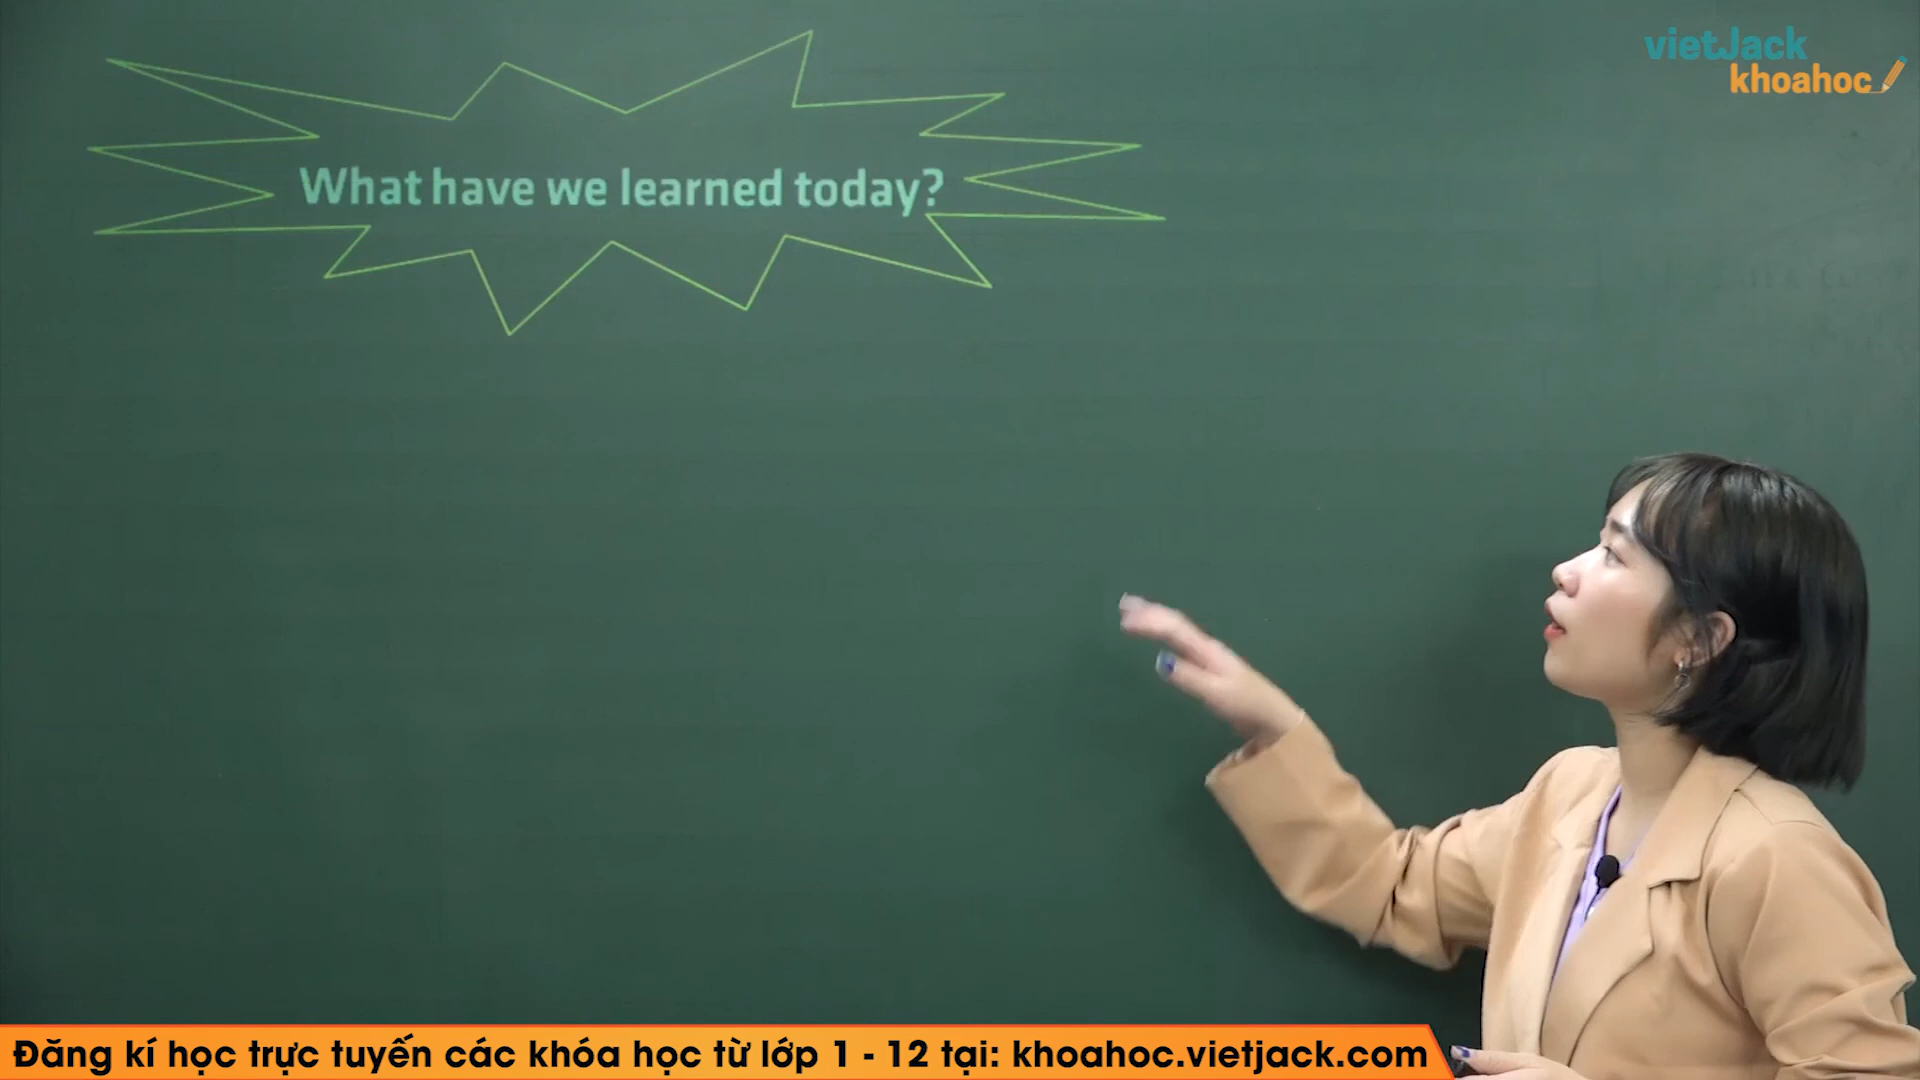 vietJack
khoahoc
What have we learned today?
Đăng kí học trực tuyến các khóa học từ lớp 1 - 12 tại: khoahoc.vietjack.com